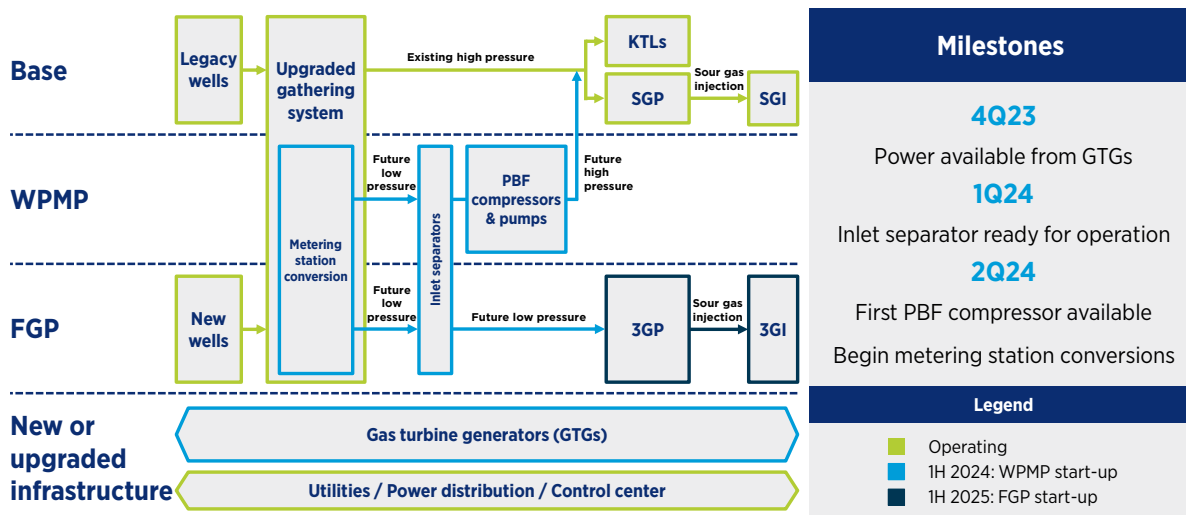 Base
Legacy
wells
Upgraded
gathering
system
Existing high pressure
KTLs
SGP
Sour gas
injection
SGI
WPMP
Metering
station
conversion
Future
low
pressure
Inlet separators
PBF
compressors
& pumps
Future
high
pressure
FGP
New
wells
Future
low
pressure
Future low pressure
3GP
Sour gas
injection
3GI
New or
upgraded
infrastructure
Gas turbine generators (GTGs)
Utilities / Power distribution / Control center
Milestones
4Q23
Power available from GTGs
1Q24
Inlet separator ready for operation
2Q24
First PBF compressor available
Begin metering station conversions
Legend
Operating
1H 2024: WPMP start-up
1H 2025: FGP start-up